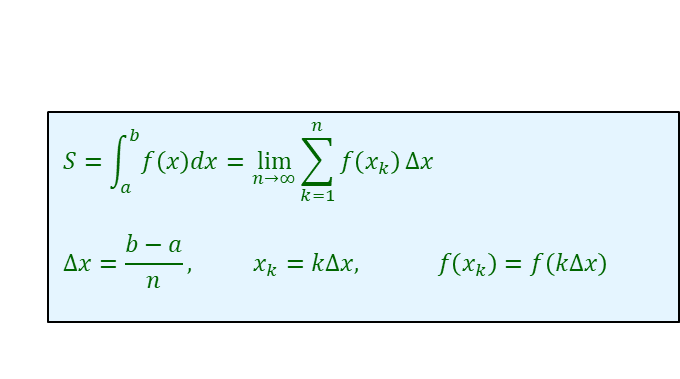 S = ∫_a^b f(x)dx = lim_{n→∞} ∑_{k=1}^n f(x_k) Δx
Δx = (b − a)/n, x_k = kΔx, f(x_k) = f(kΔx)